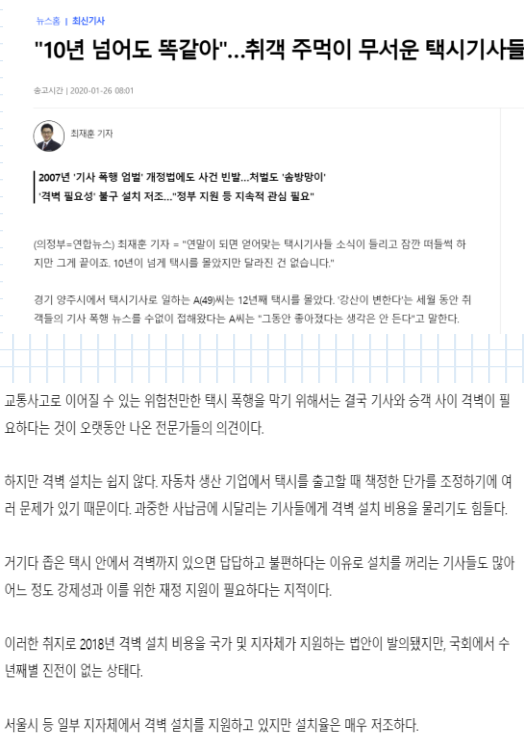 뉴스홈 | 최신기사
"10년 넘어도 똑같아"…취객 주먹이 무서운 택시기사들
송고시간 | 2020-01-26 08:01
최재훈 기자
2007년 '기사 폭행 엄벌' 개정법에도 사건 빈발…처벌도 '솜방망이'
'격벽 필요성' 불구 설치 저조…"정부 지원 등 지속적 관심 필요"
(의정부=연합뉴스) 최재훈 기자 = "연말이 되면 얻어맞는 택시기사들 소식이 들리고 잠깐 떠들썩 하
지만 그게 끝이죠. 10년이 넘게 택시를 몰았지만 달라진 건 없습니다."
경기 양주시에서 택시기사로 일하는 A(49)씨는 12년째 택시를 몰았다. '강산이 변한다'는 세월 동안 취
객들의 기사 폭행 뉴스를 수없이 접해왔다는 A씨는 "그동안 좋아졌다는 생각은 안 든다"고 말한다.
교통사고로 이어질 수 있는 위험천만한 택시 폭행을 막기 위해서는 결국 기사와 승객 사이 격벽이 필
요하다는 것이 오랫동안 나온 전문가들의 의견이다.
하지만 격벽 설치는 쉽지 않다. 자동차 생산 기업에서 택시를 출고할 때 책정한 단가를 조정하기에 여
러 문제가 있기 때문이다. 과중한 사납금에 시달리는 기사들에게 격벽 설치 비용을 물리기도 힘들다.
거기다 좁은 택시 안에서 격벽까지 있으면 답답하고 불편하다는 이유로 설치를 꺼리는 기사들도 많아
어느 정도 강제성과 이를 위한 재정 지원이 필요하다는 지적이다.
이러한 취지로 2018년 격벽 설치 비용을 국가 및 지자체가 지원하는 법안이 발의됐지만, 국회에서 수
년째별 진전이 없는 상태다.
서울시 등 일부 지자체에서 격벽 설치를 지원하고 있지만 설치율은 매우 저조하다.